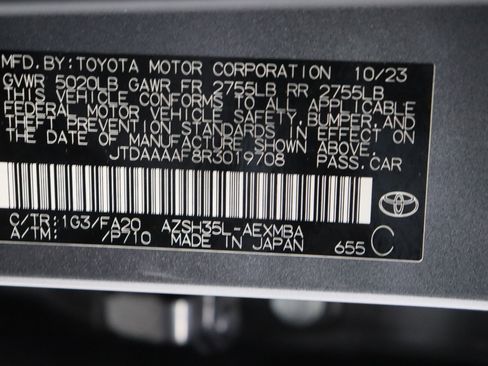 MFD.BY:TOYOTA MOTOR CORPORATION 10/23
GVWR 5020LB GAWR FR 2755LB RR 2755LB
THIS VEHICLE CONFORMS TO ALL APPLICABLE
FEDERAL MOTOR VEHICLE SAFETY,BUMPER,AND
THEFT PREVENTION STANDARDS IN EFFECT ON
THE DATE OF MANUFACTURE SHOWN ABOVE.
JTDAAAAF8R3019708 PASS.CAR
C/TR:1G3/FA20 AZSH35L-AEXMBA
A/TM: /P710 MADE IN JAPAN 655 C